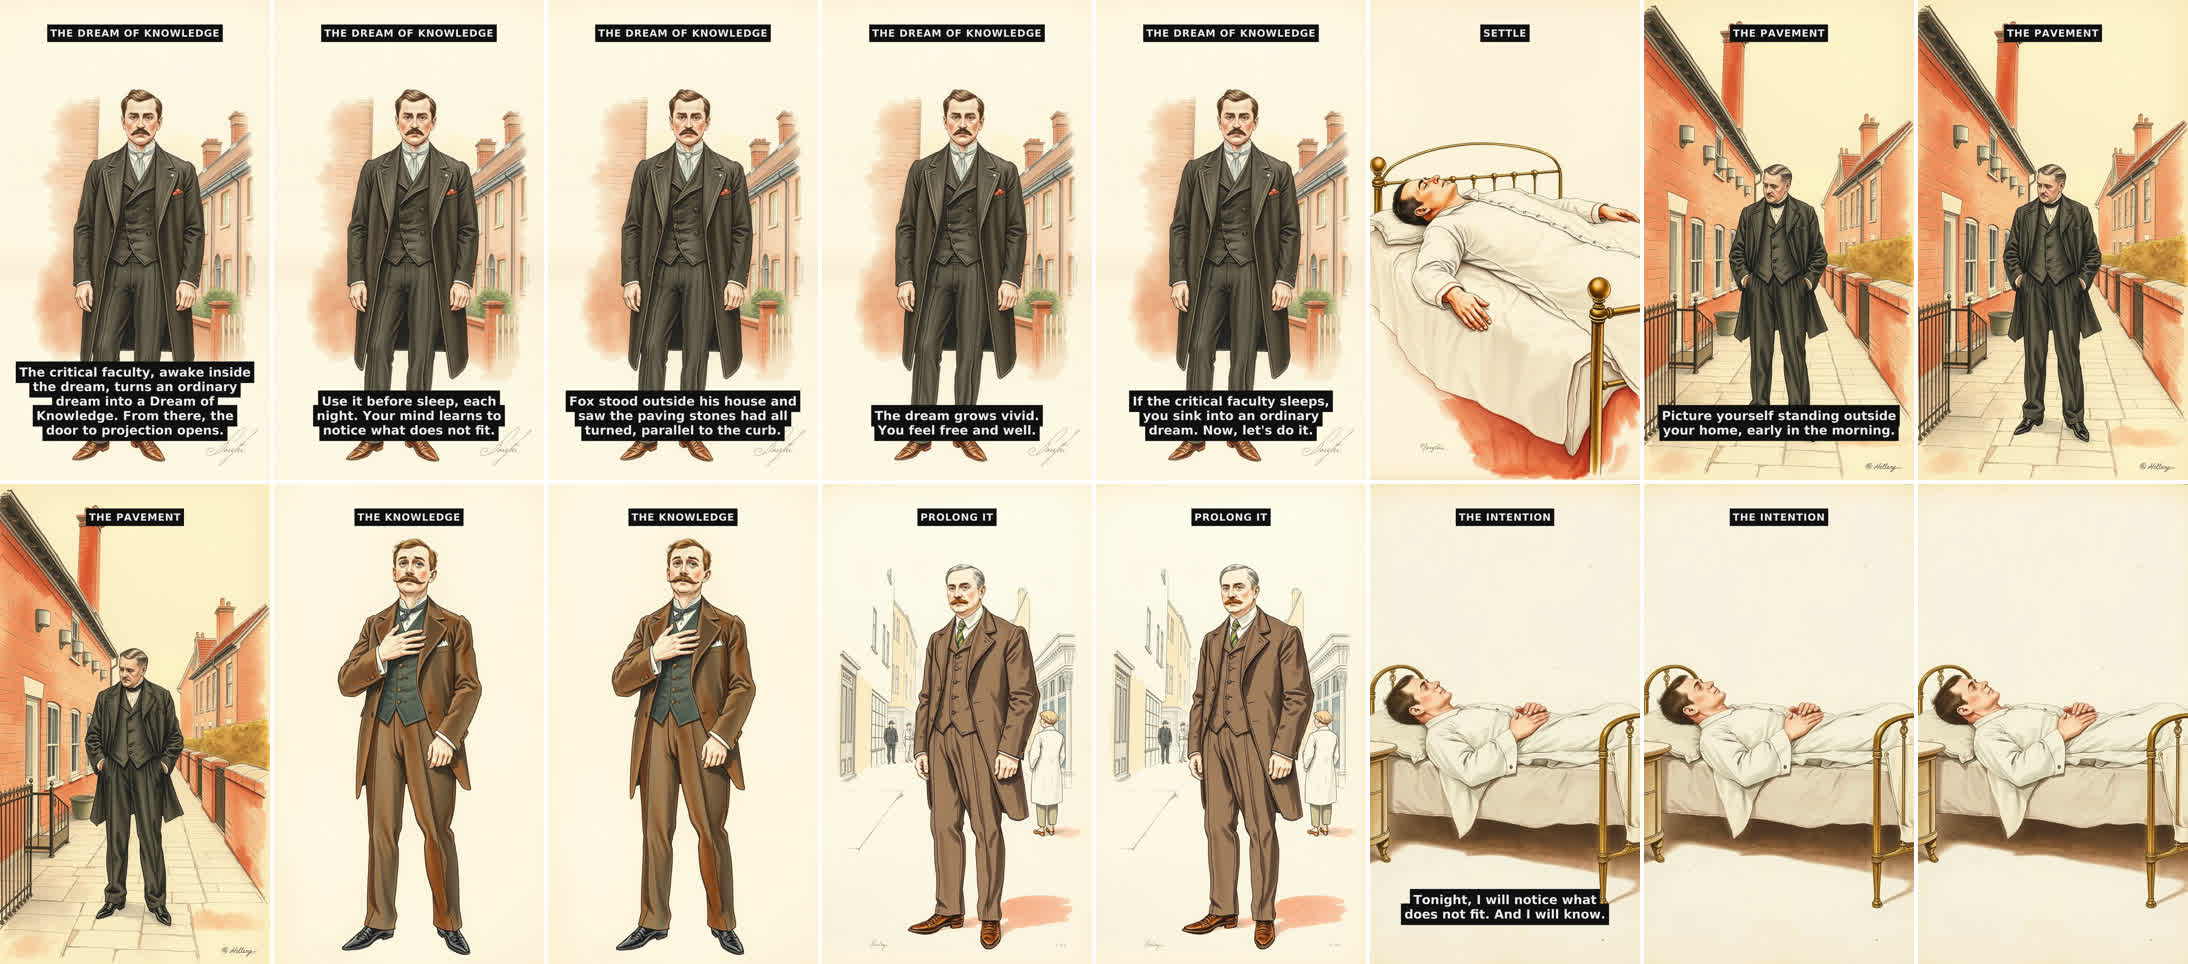 THE DREAM OF KNOWLEDGE
The critical faculty, awake inside
the dream, turns an ordinary
dream into a Dream of
Knowledge. From there, the
door to projection opens.
THE DREAM OF KNOWLEDGE
Use it before sleep, each
night. Your mind learns to
notice what does not fit.
THE DREAM OF KNOWLEDGE
Fox stood outside his house and
saw the paving stones had all
turned, parallel to the curb.
THE DREAM OF KNOWLEDGE
The dream grows vivid.
You feel free and well.
THE DREAM OF KNOWLEDGE
If the critical faculty sleeps,
you sink into an ordinary
dream. Now, let's do it.
SETTLE
THE PAVEMENT
Picture yourself standing outside
your home, early in the morning.
THE PAVEMENT
THE PAVEMENT
THE KNOWLEDGE
THE KNOWLEDGE
PROLONG IT
PROLONG IT
THE INTENTION
Tonight, I will notice what
does not fit. And I will know.
THE INTENTION